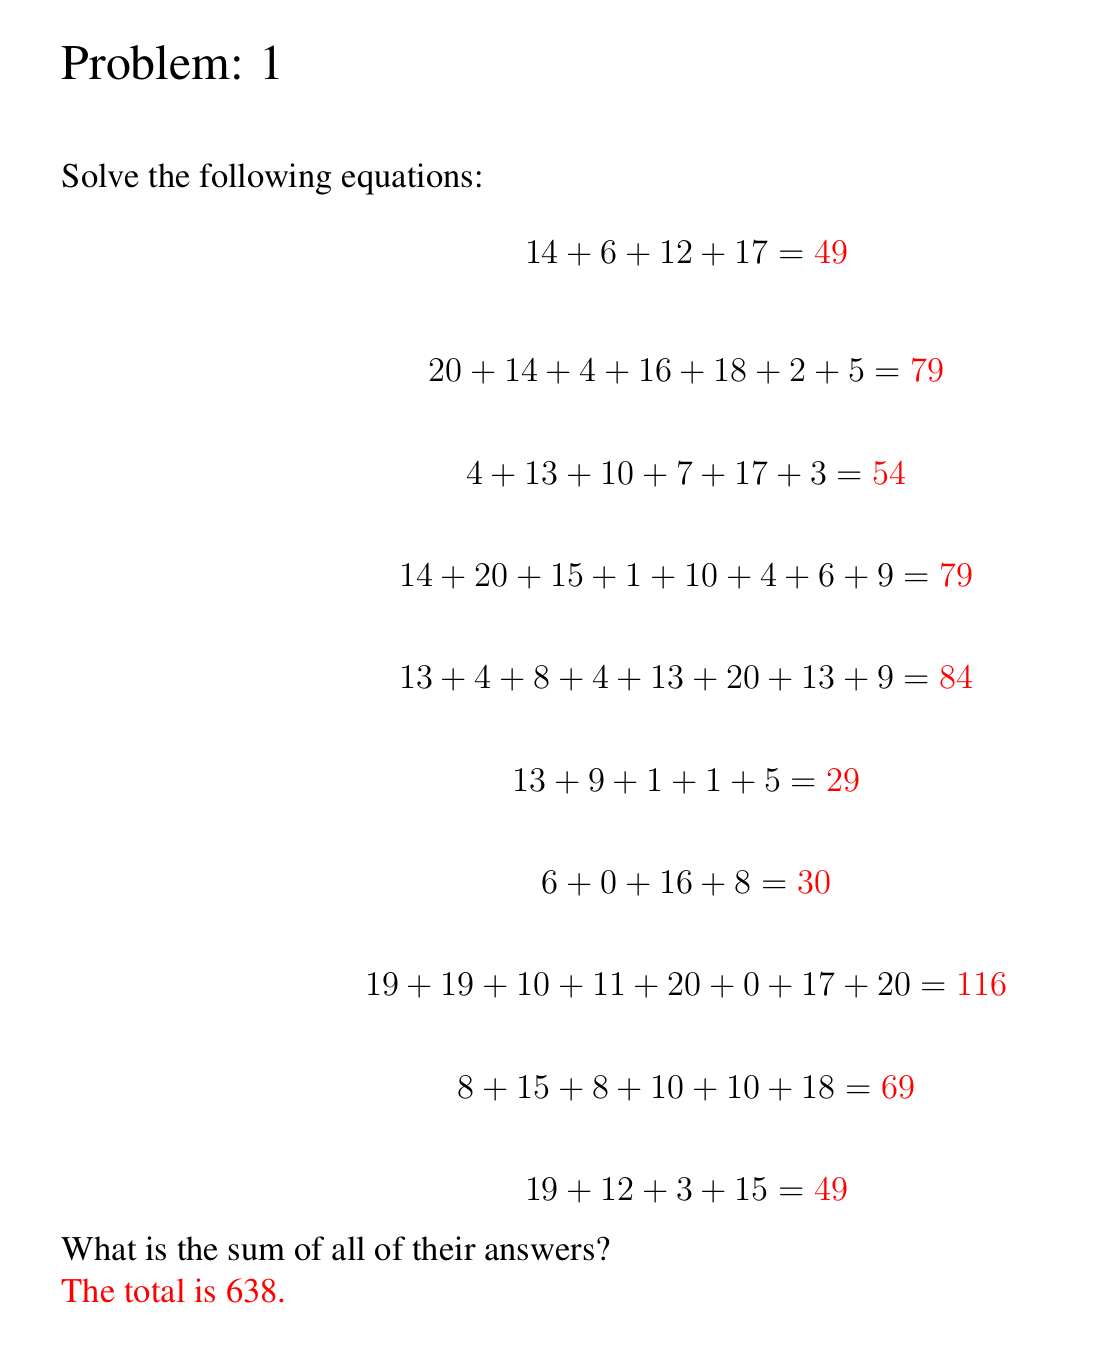 Problem: 1
Solve the following equations:
14 + 6 + 12 + 17 = 49
20 + 14 + 4 + 16 + 18 + 2 + 5 = 79
4 + 13 + 10 + 7 + 17 + 3 = 54
14 + 20 + 15 + 1 + 10 + 4 + 6 + 9 = 79
13 + 4 + 8 + 4 + 13 + 20 + 13 + 9 = 84
13 + 9 + 1 + 1 + 5 = 29
6 + 0 + 16 + 8 = 30
19 + 19 + 10 + 11 + 20 + 0 + 17 + 20 = 116
8 + 15 + 8 + 10 + 10 + 18 = 69
19 + 12 + 3 + 15 = 49
What is the sum of all of their answers?
The total is 638.